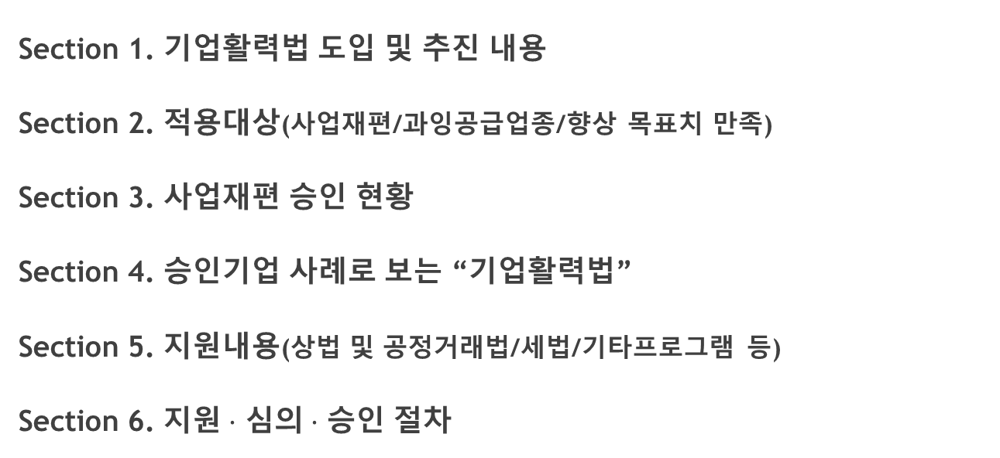 Section 1. 기업활력법 도입 및 추진 내용
Section 2. 적용대상(사업재편/과잉공급업종/향상 목표치 만족)
Section 3. 사업재편 승인 현황
Section 4. 승인기업 사례로 보는 “기업활력법”
Section 5. 지원내용(상법 및 공정거래법/세법/기타프로그램 등)
Section 6. 지원 · 심의 · 승인 절차